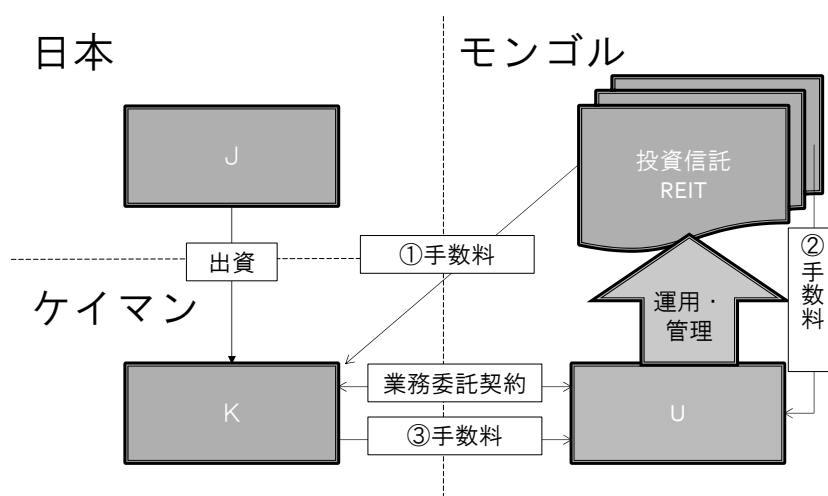 日本
モンゴル
J
投資信託
REIT
①手数料
②
手
数
料
出資
ケイマン
運用・
管理
業務委託契約
K
③手数料
U